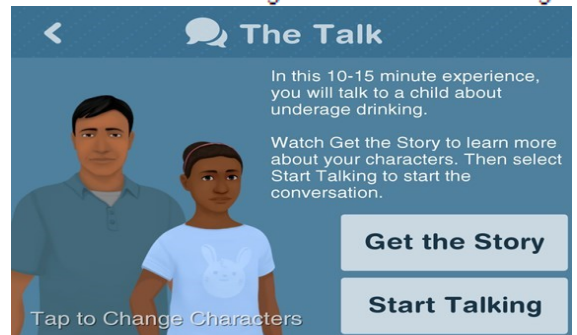 The Talk
In this 10-15 minute experience,
you will talk to a child about
underage drinking.
Watch Get the Story to learn more
about your characters. Then select
Start Talking to start the
conversation.
Get the Story
Start Talking
Tap to Change Characters